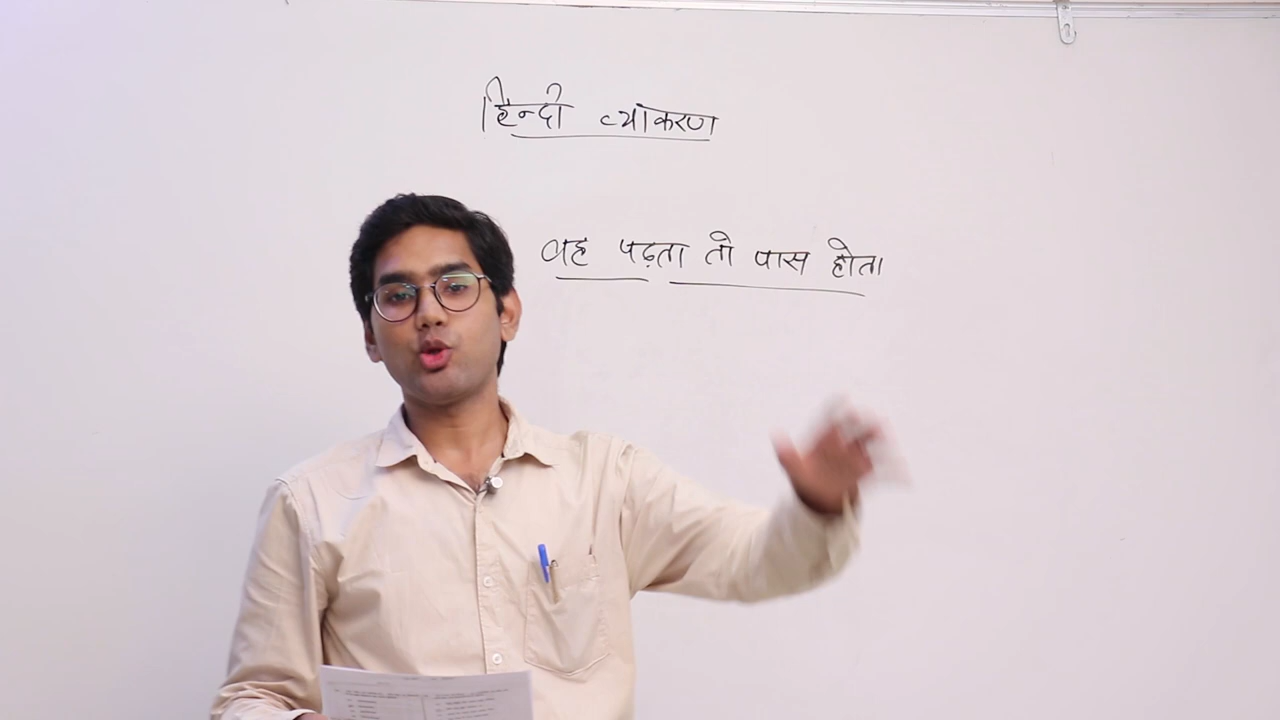 हिन्दी व्याकरण
वह पढ़ता तो पास होता